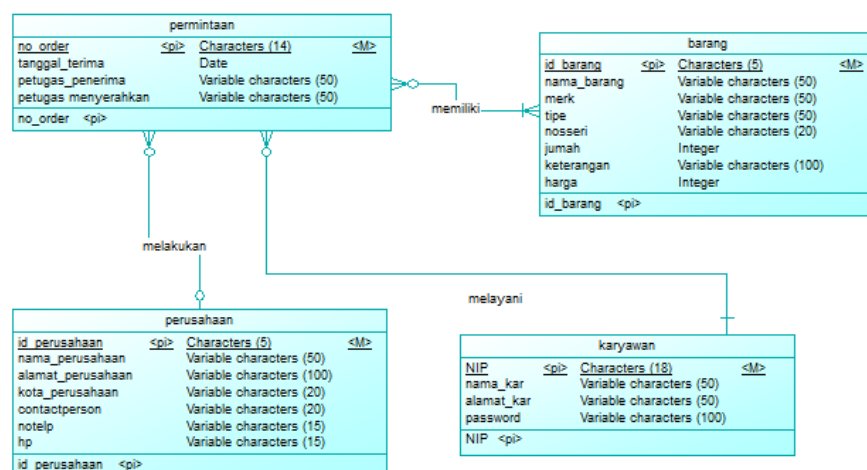 permintaan
no_order <pi> Characters (14) <M>
tanggal_terima Date
petugas_penerima Variable characters (50)
petugas menyerahkan Variable characters (50)
no_order <pi>
barang
id_barang <pi> Characters (5) <M>
nama_barang Variable characters (50)
merk Variable characters (50)
tipe Variable characters (50)
nosseri Variable characters (20)
jumah Integer
keterangan Variable characters (100)
harga Integer
id_barang <pi>
memiliki
melakukan
melayani
perusahaan
id_perusahaan <pi> Characters (5) <M>
nama_perusahaan Variable characters (50)
alamat_perusahaan Variable characters (100)
kota_perusahaan Variable characters (20)
contactperson Variable characters (20)
notelp Variable characters (15)
hp Variable characters (15)
id_perusahaan <pi>
karyawan
NIP <pi> Characters (18) <M>
nama_kar Variable characters (50)
alamat_kar Variable characters (50)
password Variable characters (100)
NIP <pi>